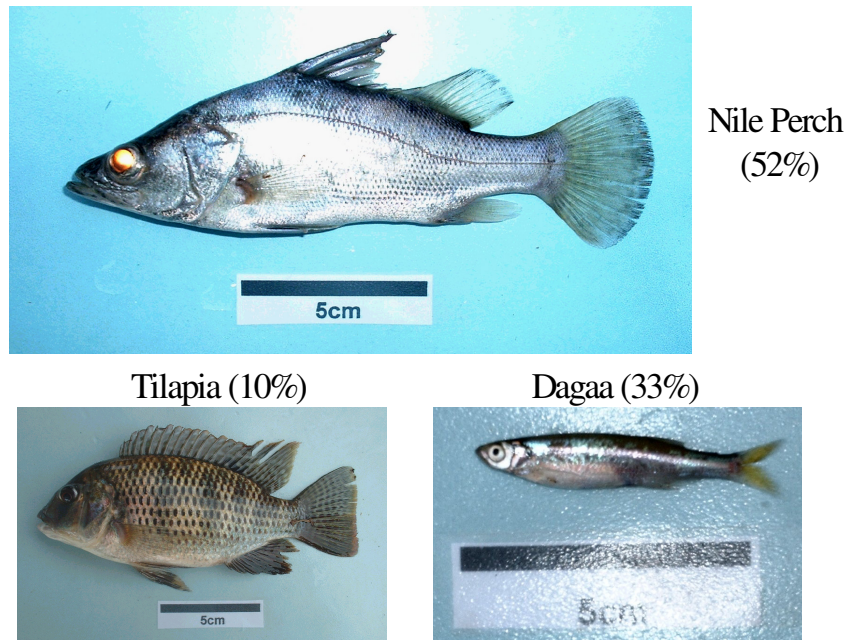 Nile Perch
(52%)
5cm
Tilapia (10%)
Dagaa (33%)
5cm
5cm